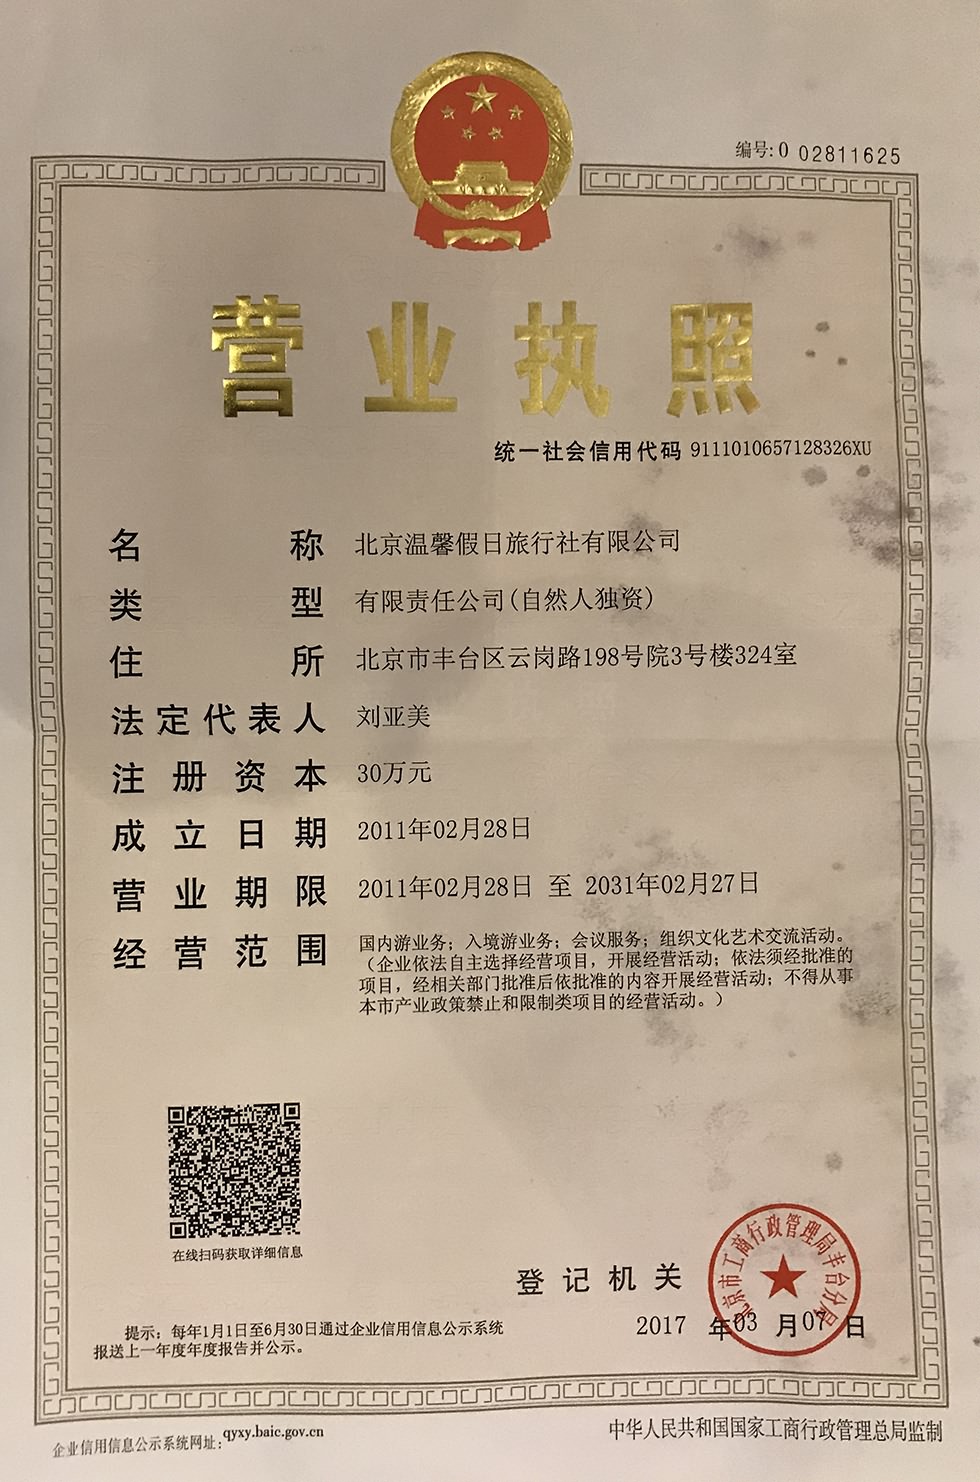 编号: 0 02811625
营业执照
统一社会信用代码 9111010657128326XU
名称 北京温馨假日旅行社有限公司
类型 有限责任公司(自然人独资)
住所 北京市丰台区云岗路198号院3号楼324室
法定代表人 刘亚美
注册资本 30万元
成立日期 2011年02月28日
营业期限 2011年02月28日 至 2031年02月27日
经营范围 国内游业务；入境游业务；会议服务；组织文化艺术交流活动。
（企业依法自主选择经营项目，开展经营活动；依法须经批准的
项目，经相关部门批准后依批准的内容开展经营活动；不得从事
本市产业政策禁止和限制类项目的经营活动。）
在线扫码获取详细信息
北京市工商行政管理局丰台分局
登记机关
2017 年03 月07 日
提示：每年1月1日至6月30日通过企业信用信息公示系统
报送上一年度年度报告并公示。
企业信用信息公示系统网址： qyxy.baic.gov.cn
中华人民共和国国家工商行政管理总局监制